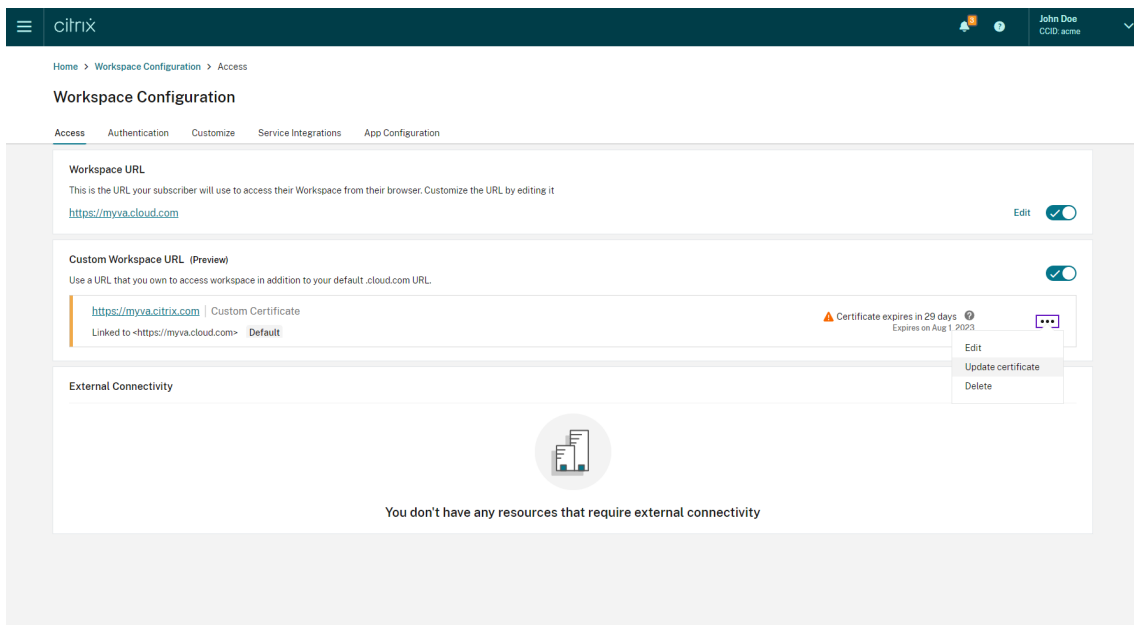 citrix
3
John Doe
CCID: acme
Home > Workspace Configuration > Access
Workspace Configuration
Access Authentication Customize Service Integrations App Configuration
Workspace URL
This is the URL your subscriber will use to access their Workspace from their browser. Customize the URL by editing it
https://myva.cloud.com
Edit
Custom Workspace URL (Preview)
Use a URL that you own to access workspace in addition to your default .cloud.com URL.
https://myva.citrix.com | Custom Certificate
Linked to <https://myva.cloud.com> Default
Certificate expires in 29 days
Expires on Aug 1, 2023
Edit
Update certificate
Delete
External Connectivity
You don't have any resources that require external connectivity